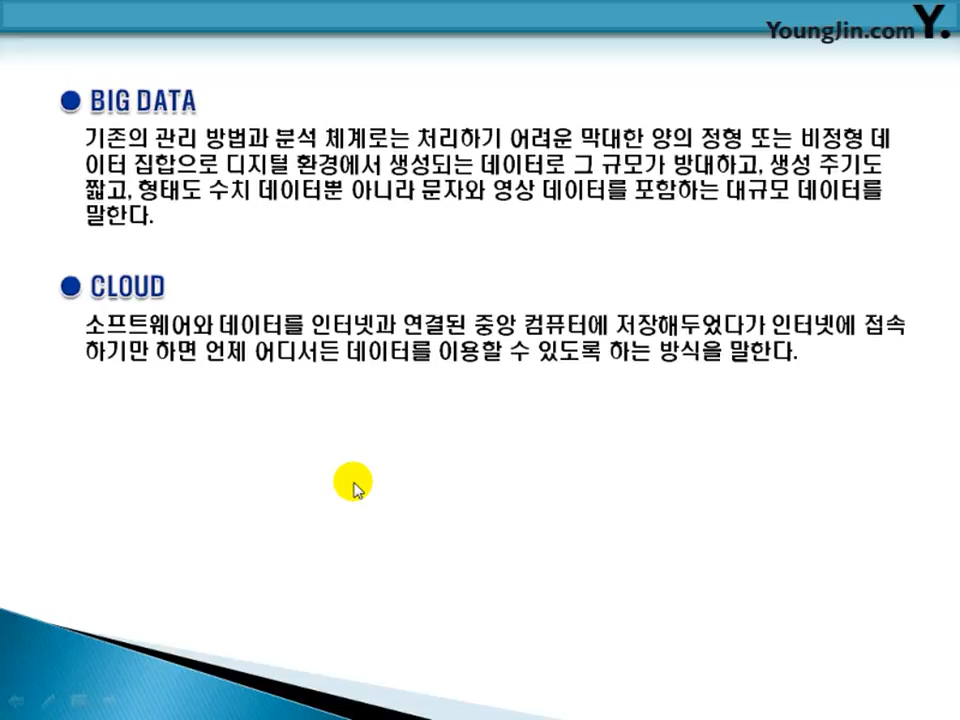 YoungJin.com Y.
BIG DATA
기존의 관리 방법과 분석 체계로는 처리하기 어려운 막대한 양의 정형 또는 비정형 데
이터 집합으로 디지털 환경에서 생성되는 데이터로 그 규모가 방대하고, 생성 주기도
짧고, 형태도 수치 데이터뿐 아니라 문자와 영상 데이터를 포함하는 대규모 데이터를
말한다.
CLOUD
소프트웨어와 데이터를 인터넷과 연결된 중앙 컴퓨터에 저장해두었다가 인터넷에 접속
하기만 하면 언제 어디서든 데이터를 이용할 수 있도록 하는 방식을 말한다.